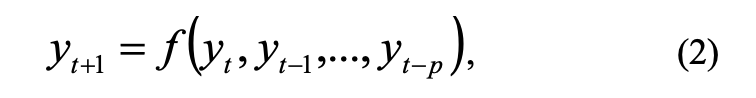 y_{t+1} = f(y_t, y_{t-1}, ..., y_{t-p}), (2)